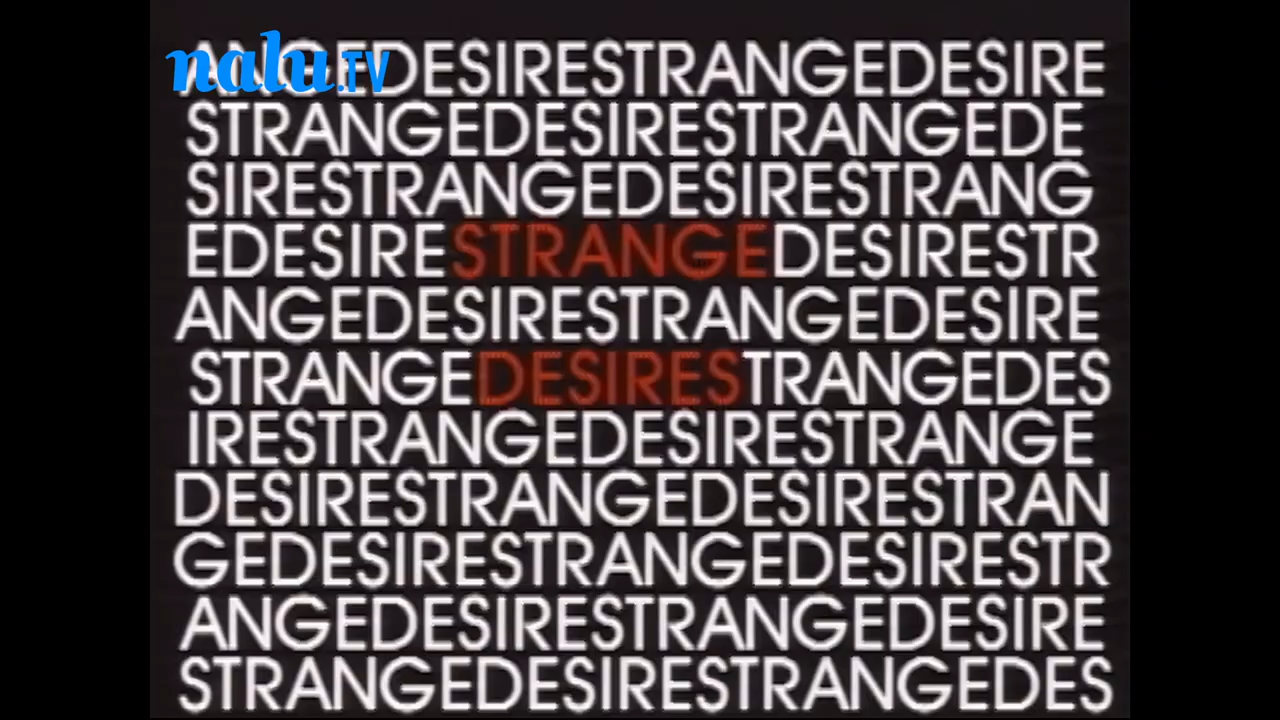 nalu.TV
ANGEDESIRESTRANGEDESIRE
STRANGEDESIRESTRANGEDE
SIRESTRANGEDESIRESTRANG
EDESIRESTRANGEDESIRESTR
ANGEDESIRESTRANGEDESIRE
STRANGEDESIRESTRANGEDES
IRESTRANGEDESIRESTRANGE
DESIRESTRANGEDESIRESTRAN
GEDESIRESTRANGEDESIRESTR
ANGEDESIRESTRANGEDESIRE
STRANGEDESIRESTRANGEDES